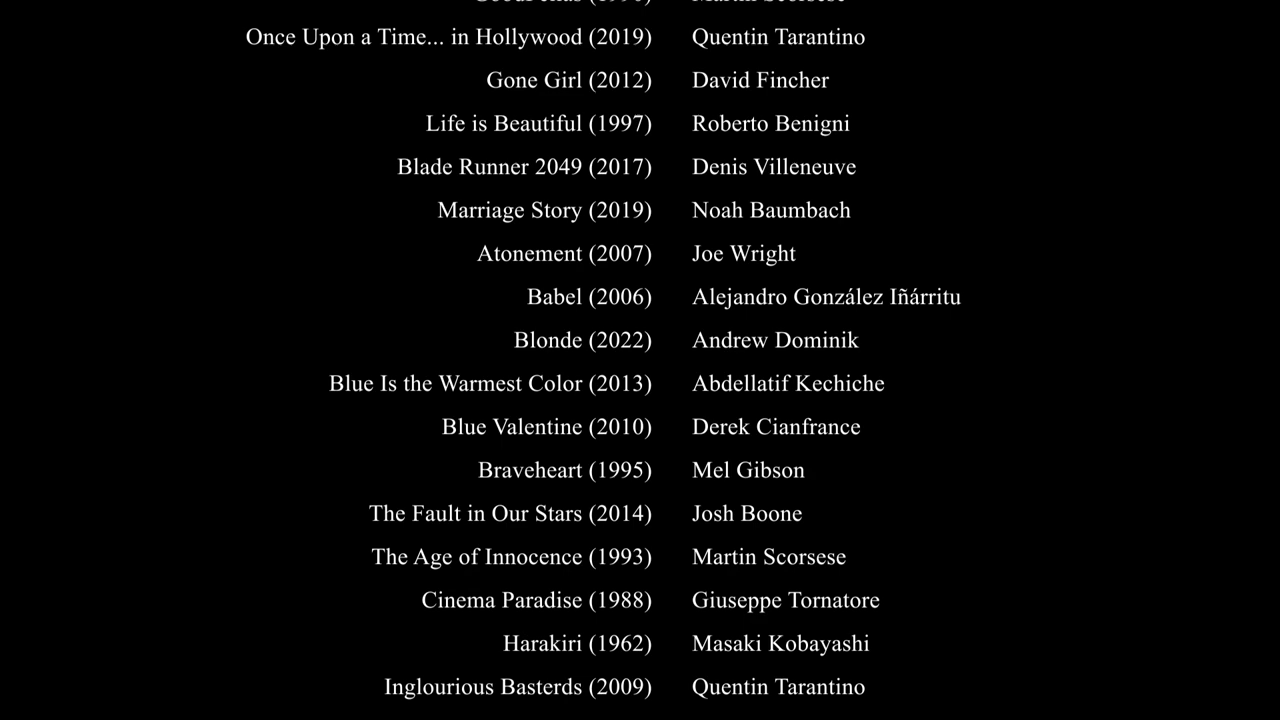 Once Upon a Time... in Hollywood (2019) Quentin Tarantino
Gone Girl (2012) David Fincher
Life is Beautiful (1997) Roberto Benigni
Blade Runner 2049 (2017) Denis Villeneuve
Marriage Story (2019) Noah Baumbach
Atonement (2007) Joe Wright
Babel (2006) Alejandro González Iñárritu
Blonde (2022) Andrew Dominik
Blue Is the Warmest Color (2013) Abdellatif Kechiche
Blue Valentine (2010) Derek Cianfrance
Braveheart (1995) Mel Gibson
The Fault in Our Stars (2014) Josh Boone
The Age of Innocence (1993) Martin Scorsese
Cinema Paradise (1988) Giuseppe Tornatore
Harakiri (1962) Masaki Kobayashi
Inglourious Basterds (2009) Quentin Tarantino